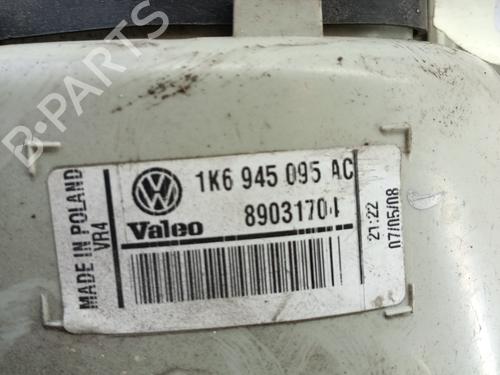 B-PARTS
MADE IN POLAND
VR4
1K6 945 095 AC
Valeo
89031704
21:22
07/05/08